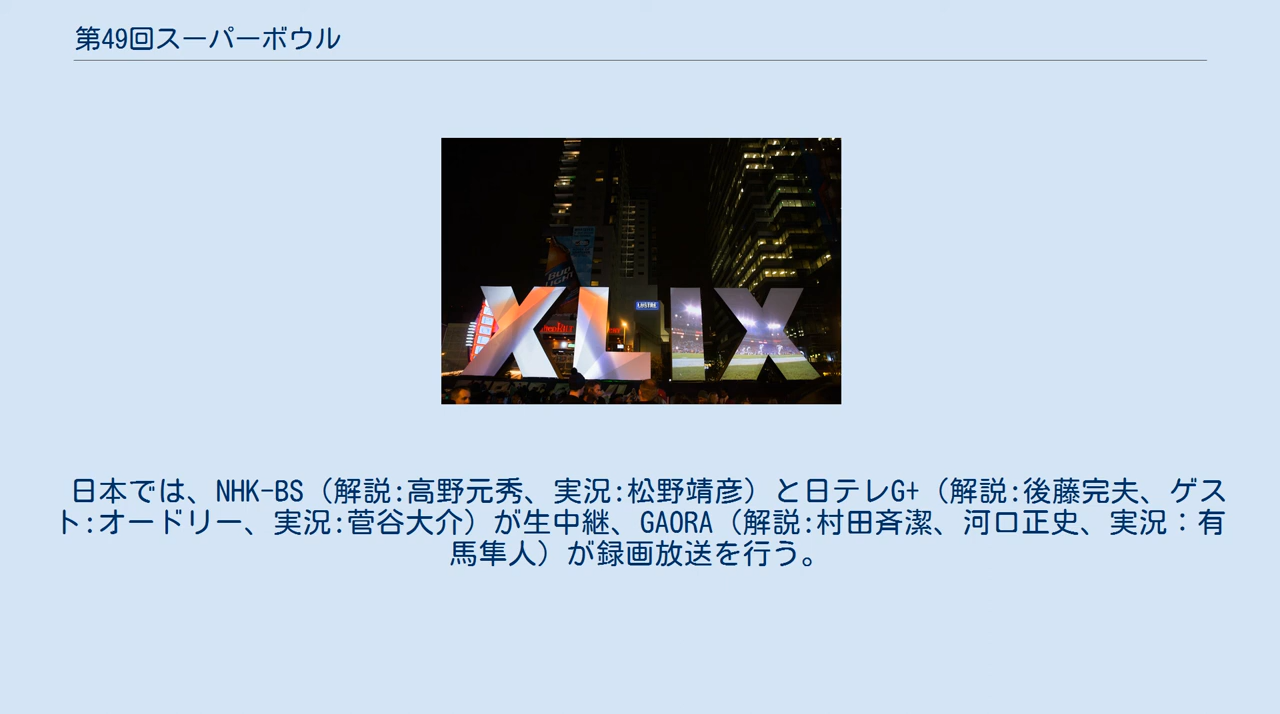 第49回スーパーボウル
BUD
LIGHT
XLIX
日本では、NHK-BS（解説:高野元秀、実況:松野靖彦）と日テレG+（解説:後藤完夫、ゲス
ト:オードリー、実況:菅谷大介）が生中継、GAORA（解説:村田斉潔、河口正史、実況：有
馬隼人）が録画放送を行う。